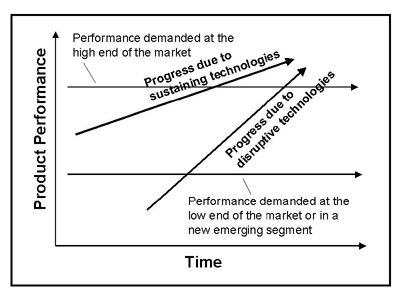 Performance demanded at the
high end of the market
Progress due to
sustaining technologies
Progress due to
disruptive technologies
Product Performance
Performance demanded at the
low end of the market or in a
new emerging segment
Time